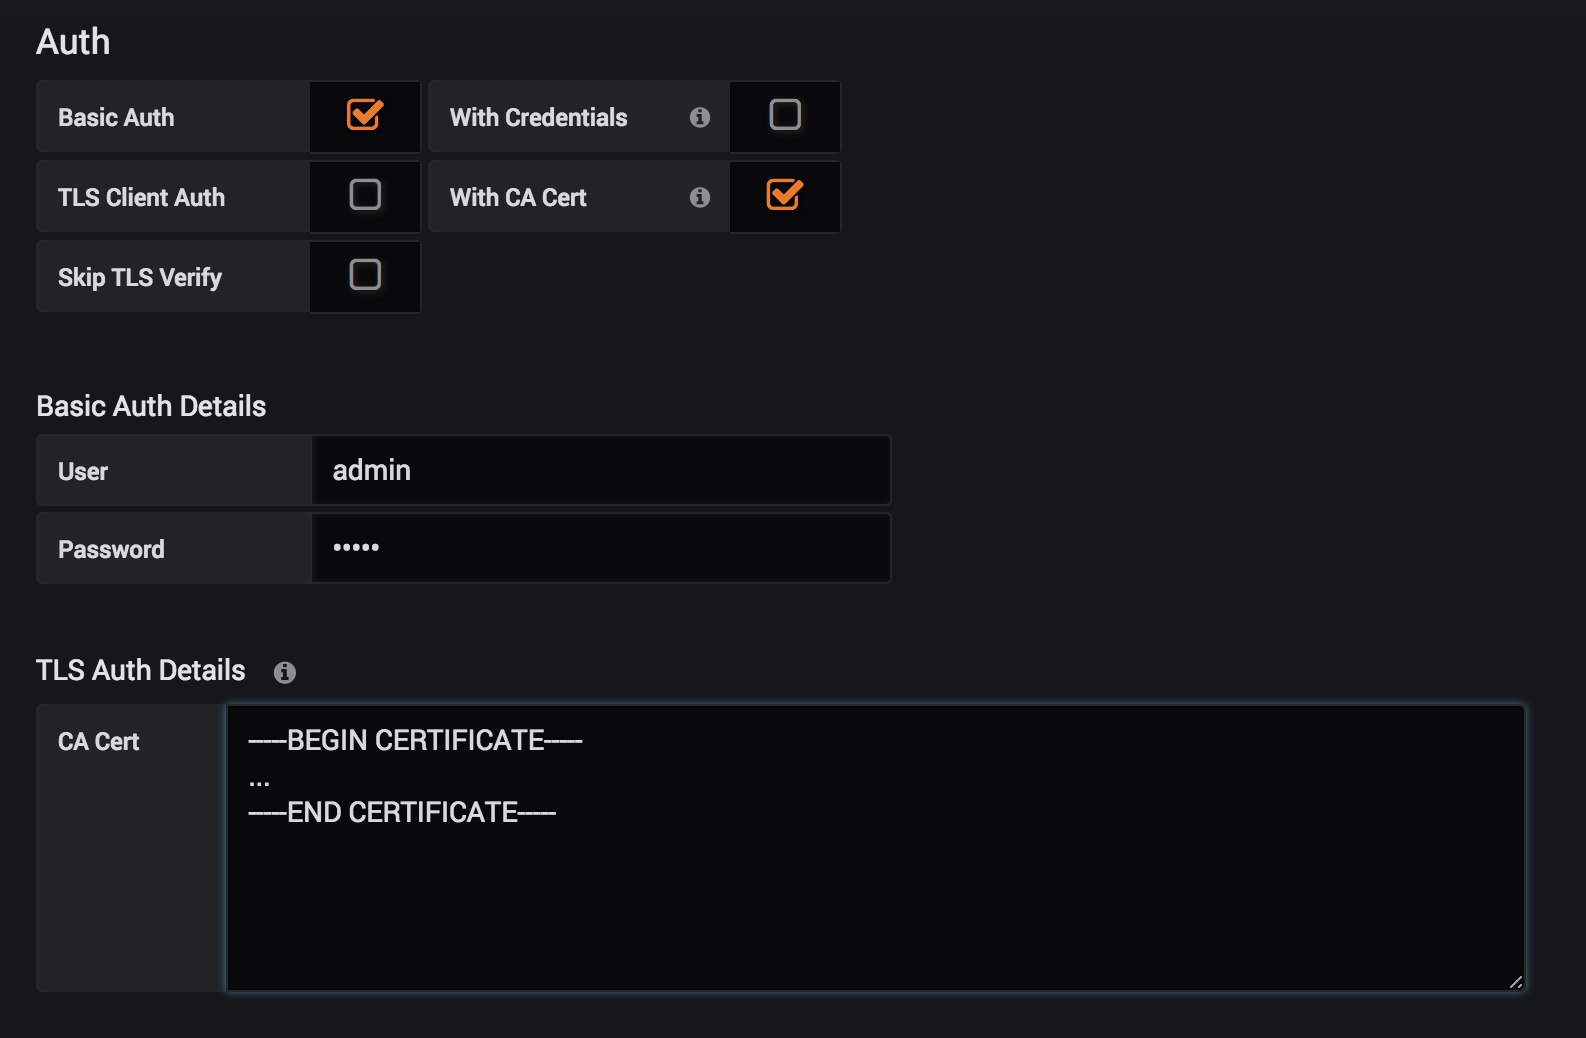 Auth
Basic Auth
With Credentials
TLS Client Auth
With CA Cert
Skip TLS Verify
Basic Auth Details
User
admin
Password
•••••
TLS Auth Details
CA Cert
-----BEGIN CERTIFICATE-----
...
-----END CERTIFICATE-----